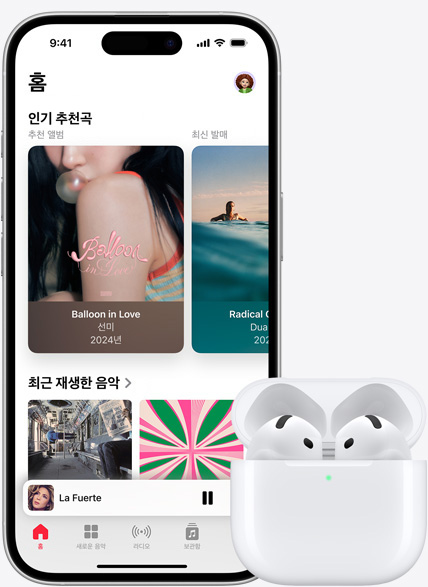 9:41
홈
인기 추천곡
추천 앨범
최신 발매
Balloon
in Love
Balloon in Love
선미
2024년
Radical
Dua
202
최근 재생한 음악
La Fuerte
홈
새로운 음악
라디오
보관함